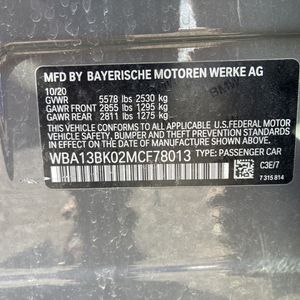 MFD BY BAYERISCHE MOTOREN WERKE AG
10/20
GVWR 5578 lbs 2530 kg
GAWR FRONT 2855 lbs 1295 kg
GAWR REAR 2811 lbs 1275 kg
THIS VEHICLE CONFORMS TO ALL APPLICABLE U.S. FEDERAL MOTOR
VEHICLE SAFETY, BUMPER, AND THEFT PREVENTION STANDARDS
IN EFFECT ON THE DATE OF MANUFACTURE SHOWN ABOVE.
WBA13BK02MCF78013 TYPE: PASSENGER CAR
C3E/7
7 315 814